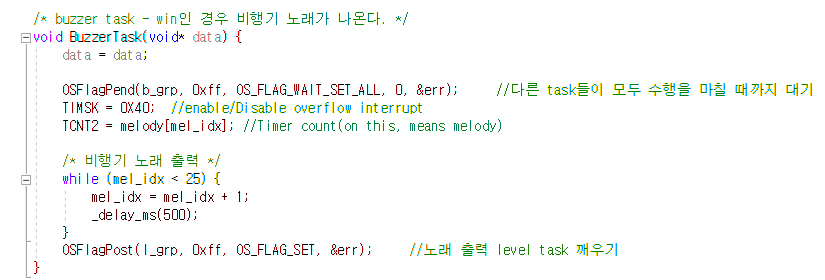 /* buzzer task - win인 경우 비행기 노래가 나온다. */
void BuzzerTask(void* data) {
data = data;
OSFlagPend(b_grp, 0xff, OS_FLAG_WAIT_SET_ALL, 0, &err); //다른 task들이 모두 수행을 마칠 때까지 대기
TIMSK = 0X40; //enable/Disable overflow interrupt
TCNT2 = melody[mel_idx]; //Timer count(on this, means melody)
/* 비행기 노래 출력 */
while (mel_idx < 25) {
mel_idx = mel_idx + 1;
_delay_ms(500);
}
OSFlagPost(l_grp, 0xff, OS_FLAG_SET, &err); //노래 출력 level task 깨우기
}